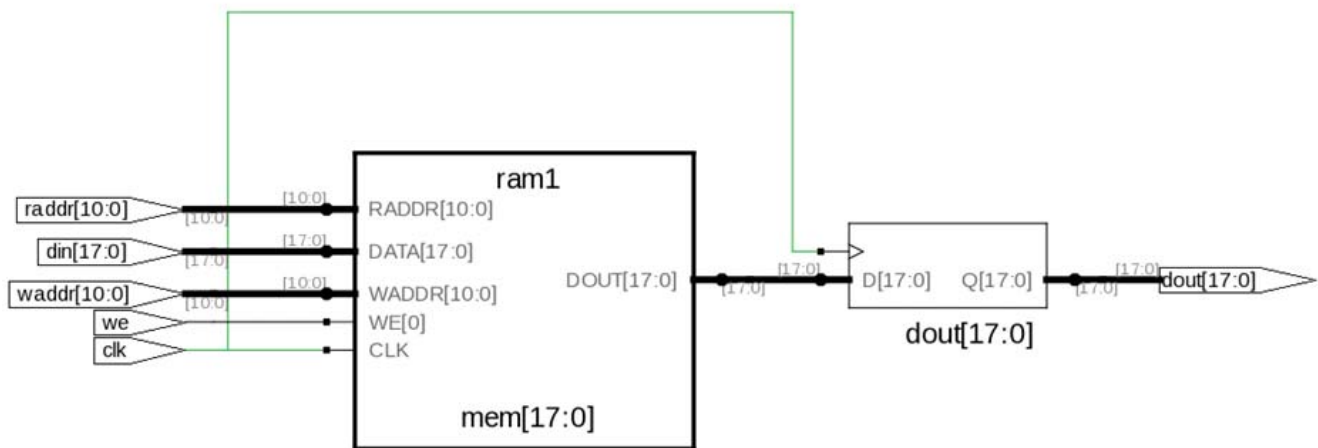 ram1
raddr[10:0]
[10:0]
[10:0]
RADDR[10:0]
din[17:0]
[17:0]
[17:0]
DATA[17:0]
waddr[10:0]
[10:0]
[10:0]
WADDR[10:0]
we
WE[0]
clk
CLK
DOUT[17:0]
[17:0]
[17:0]
D[17:0]
Q[17:0]
[17:0]
[17:0]
dout[17:0]
dout[17:0]
mem[17:0]